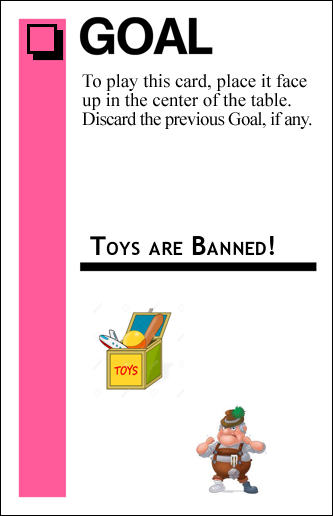 GOAL
To play this card, place it face
up in the center of the table.
Discard the previous Goal, if any.
Toys are Banned!
TOYS